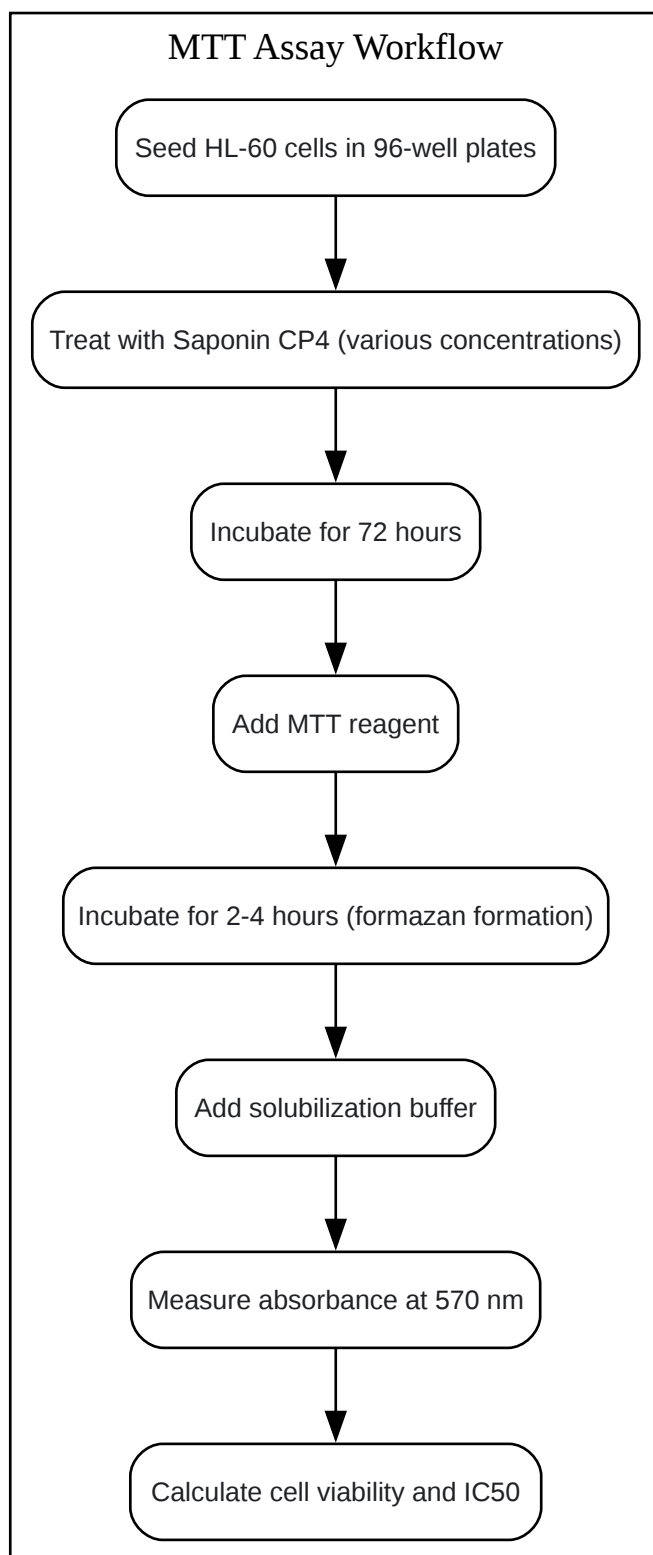 MTT Assay Workflow
Seed HL-60 cells in 96-well plates
Treat with Saponin CP4 (various concentrations)
Incubate for 72 hours
Add MTT reagent
Incubate for 2-4 hours (formazan formation)
Add solubilization buffer
Measure absorbance at 570 nm
Calculate cell viability and IC50